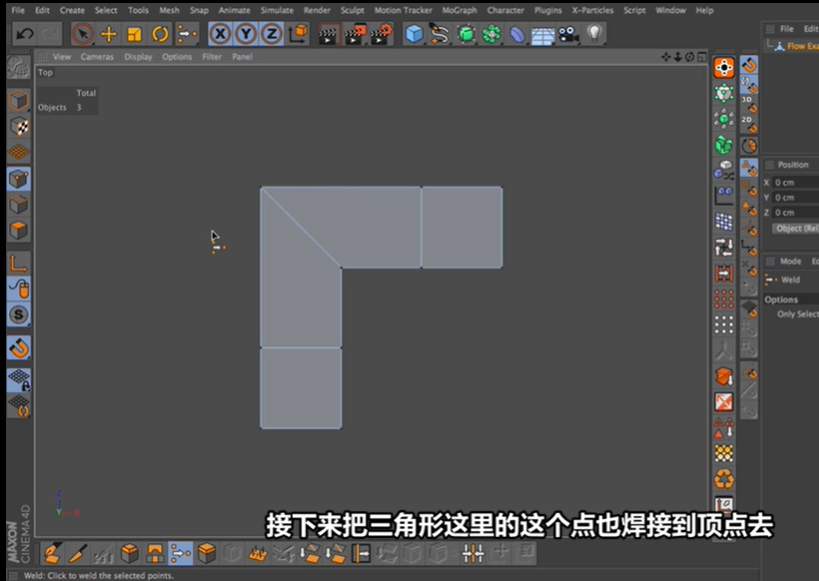 File Edit Create Select Tools Mesh Snap Animate Simulate Render Sculpt Motion Tracker MoGraph Character Plugins X-Particles Script Window Help
File Edit
Flow Exa
View Cameras Display Options Filter Panel
Top
Total
Objects 3
X Y Z
3D
2D
S
Position
X 0 cm
Y 0 cm
Z 0 cm
Object (Rel
Mode Ed
Weld
Options
Only Select
Z
Y X
接下来把三角形这里的这个点也焊接到顶点去
MAXON
CINEMA 4D
Weld: Click to weld the selected points.